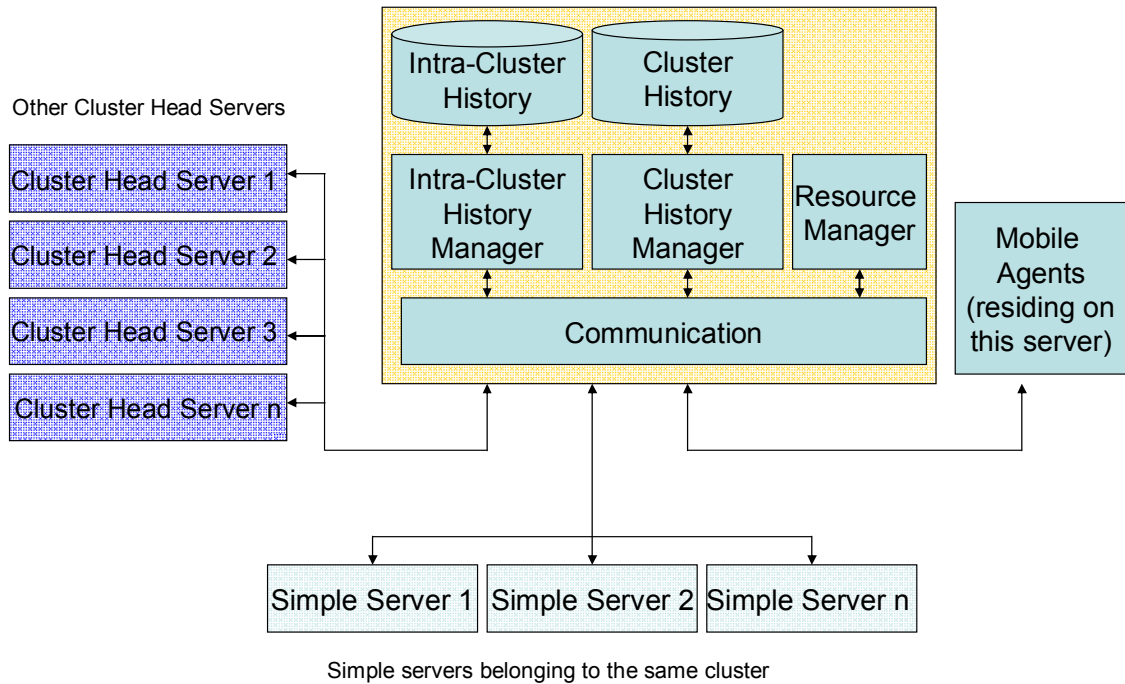 Intra-Cluster
History
Cluster
History
Other Cluster Head Servers
Cluster Head Server 1
Cluster Head Server 2
Cluster Head Server 3
Cluster Head Server n
Intra-Cluster
History
Manager
Cluster
History
Manager
Resource
Manager
Communication
Mobile
Agents
(residing on
this server)
Simple Server 1
Simple Server 2
Simple Server n
Simple servers belonging to the same cluster